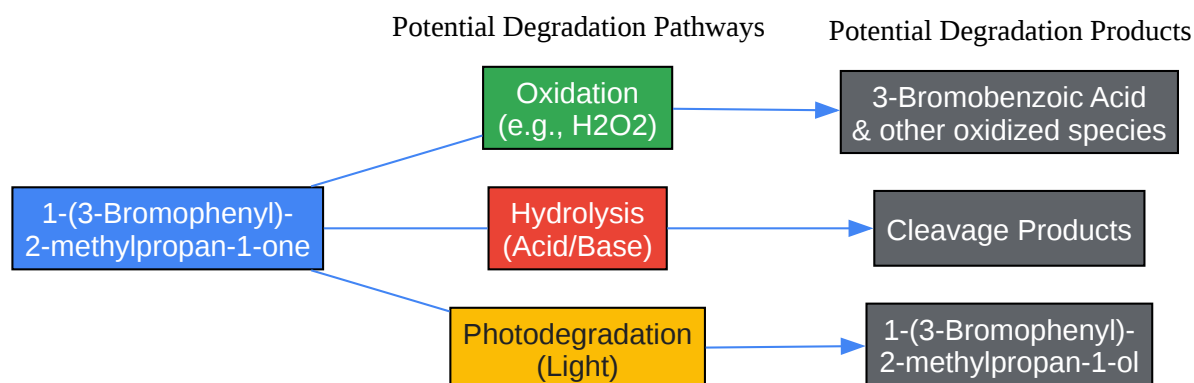 Potential Degradation Pathways
Potential Degradation Products
Oxidation
(e.g., H2O2)
3-Bromobenzoic Acid
& other oxidized species
1-(3-Bromophenyl)-
2-methylpropan-1-one
Hydrolysis
(Acid/Base)
Cleavage Products
Photodegradation
(Light)
1-(3-Bromophenyl)-
2-methylpropan-1-ol